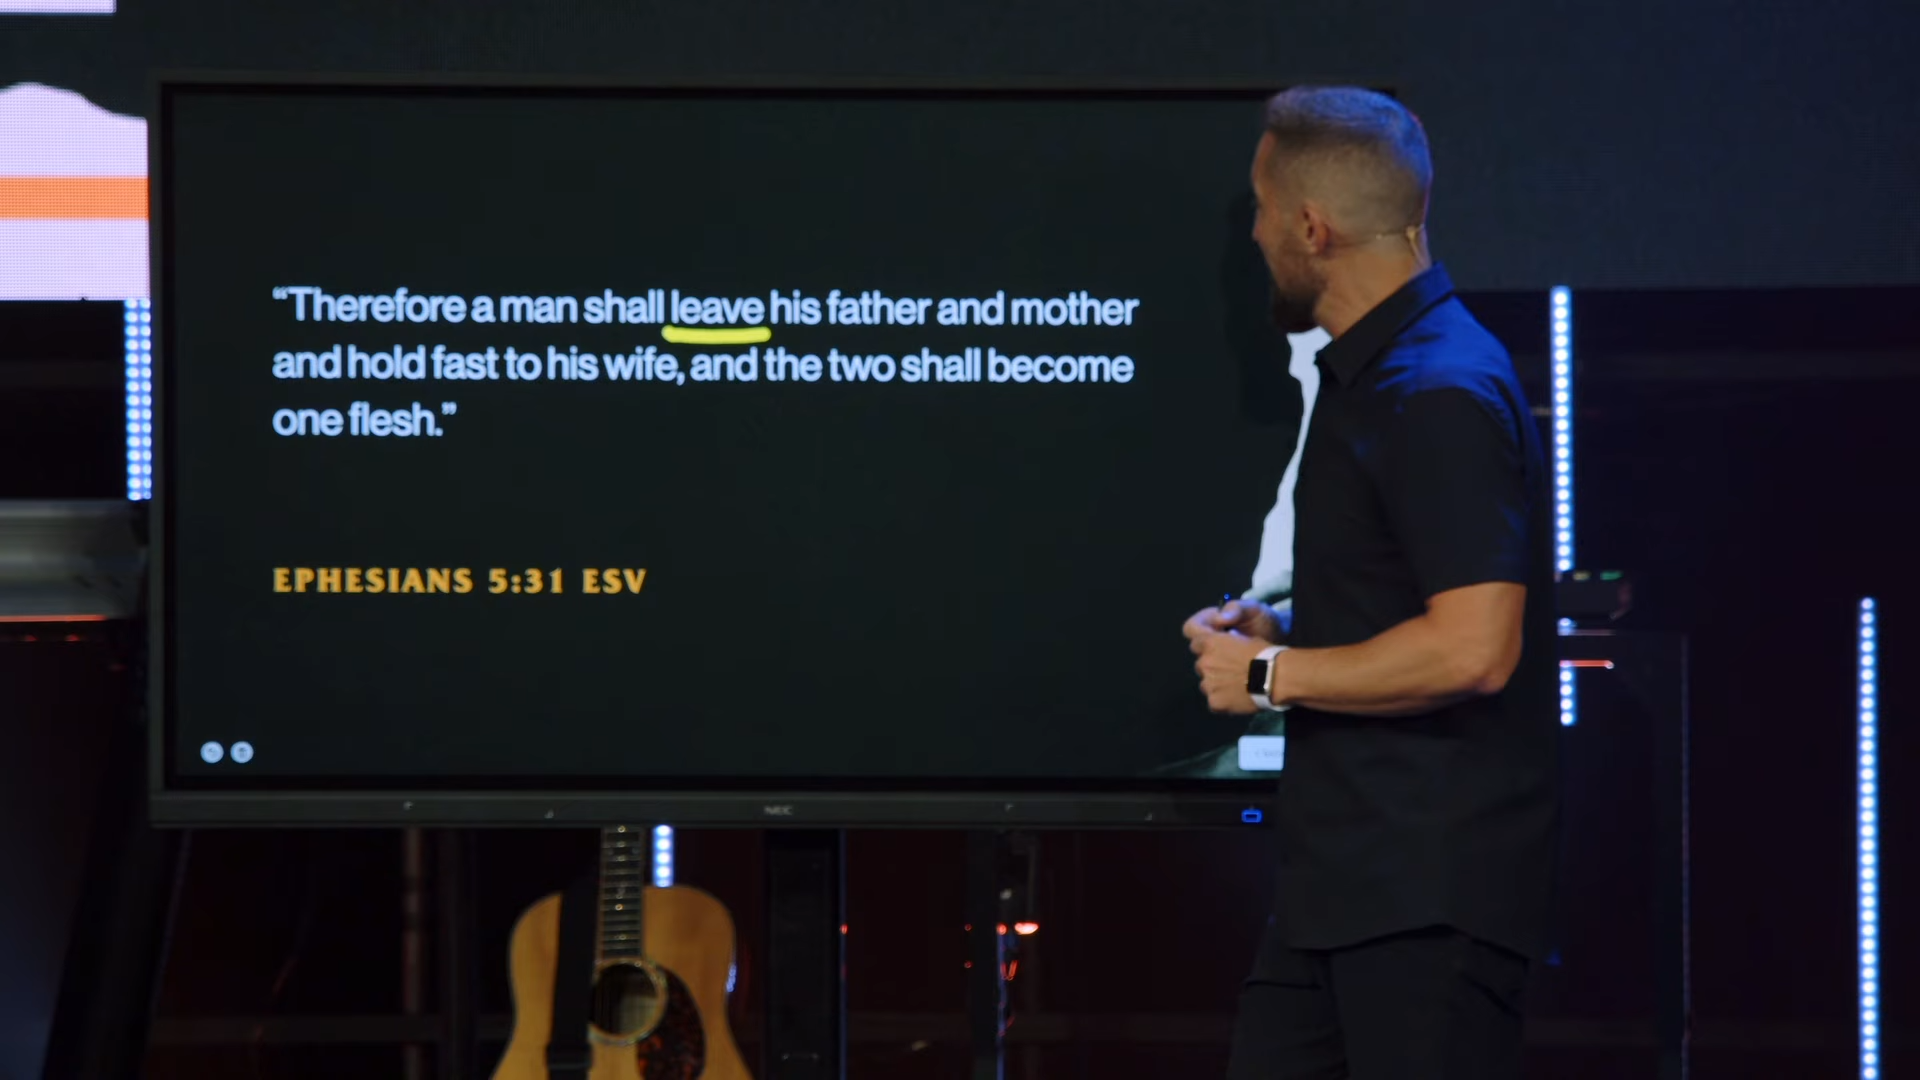 “Therefore a man shall leave his father and mother
and hold fast to his wife, and the two shall become
one flesh.”
EPHESIANS 5:31 ESV
NEC